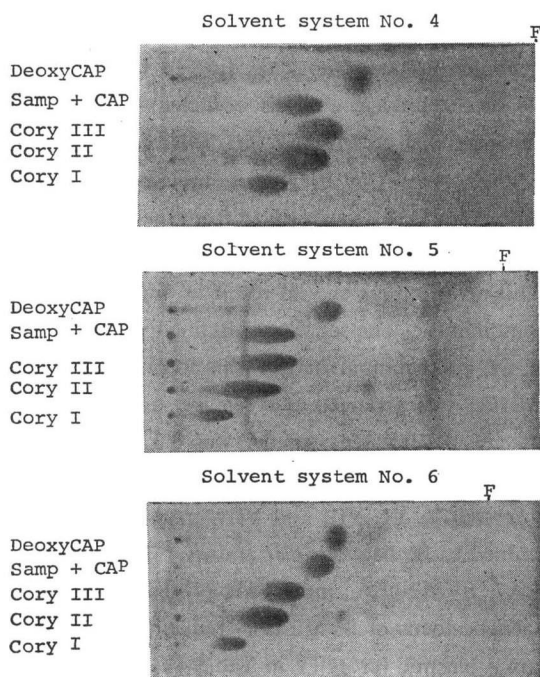 Solvent system No. 4
F
DeoxyCAP
Samp + CAP
Cory III
Cory II
Cory I
Solvent system No. 5
F
DeoxyCAP
Samp + CAP
Cory III
Cory II
Cory I
Solvent system No. 6
F
DeoxyCAP
Samp + CAP
Cory III
Cory II
Cory I